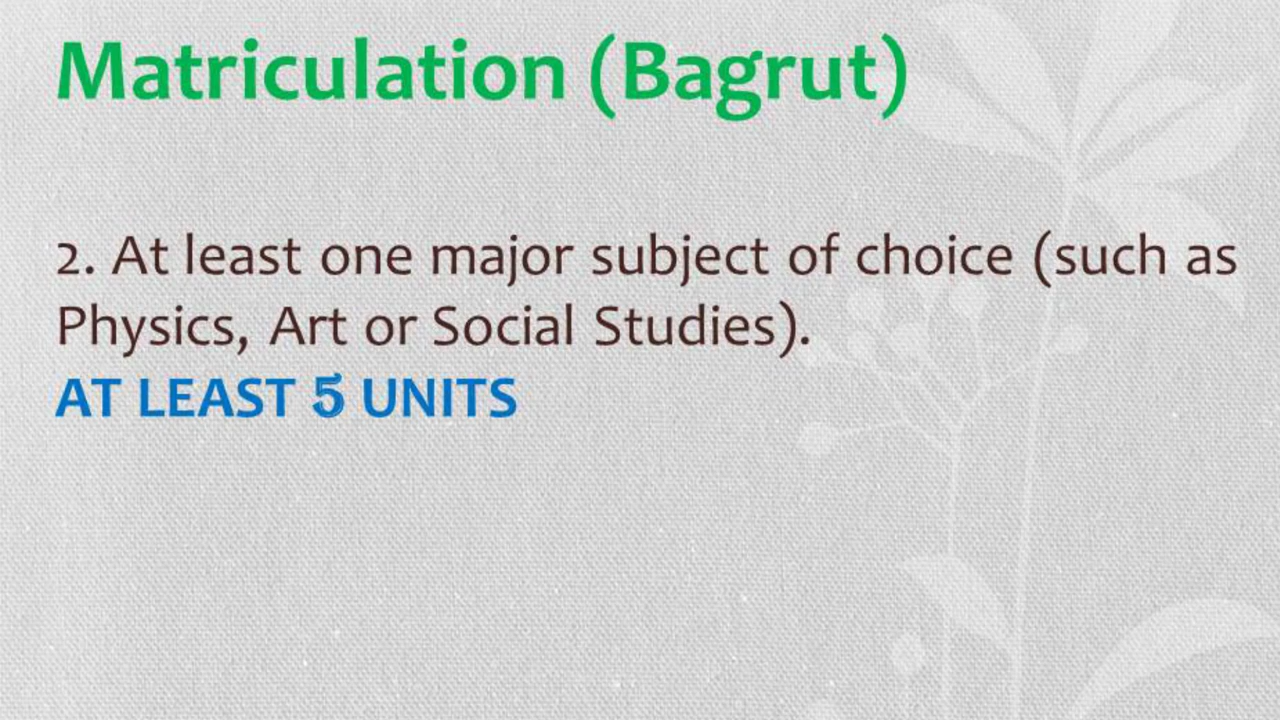 Matriculation (Bagrut)
2. At least one major subject of choice (such as
Physics, Art or Social Studies).
AT LEAST 5 UNITS